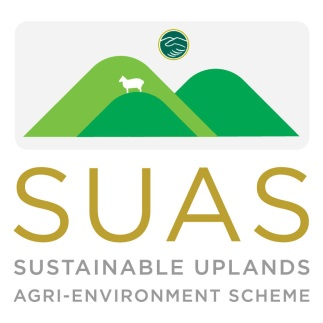 SUAS
SUSTAINABLE UPLANDS
AGRI-ENVIRONMENT SCHEME